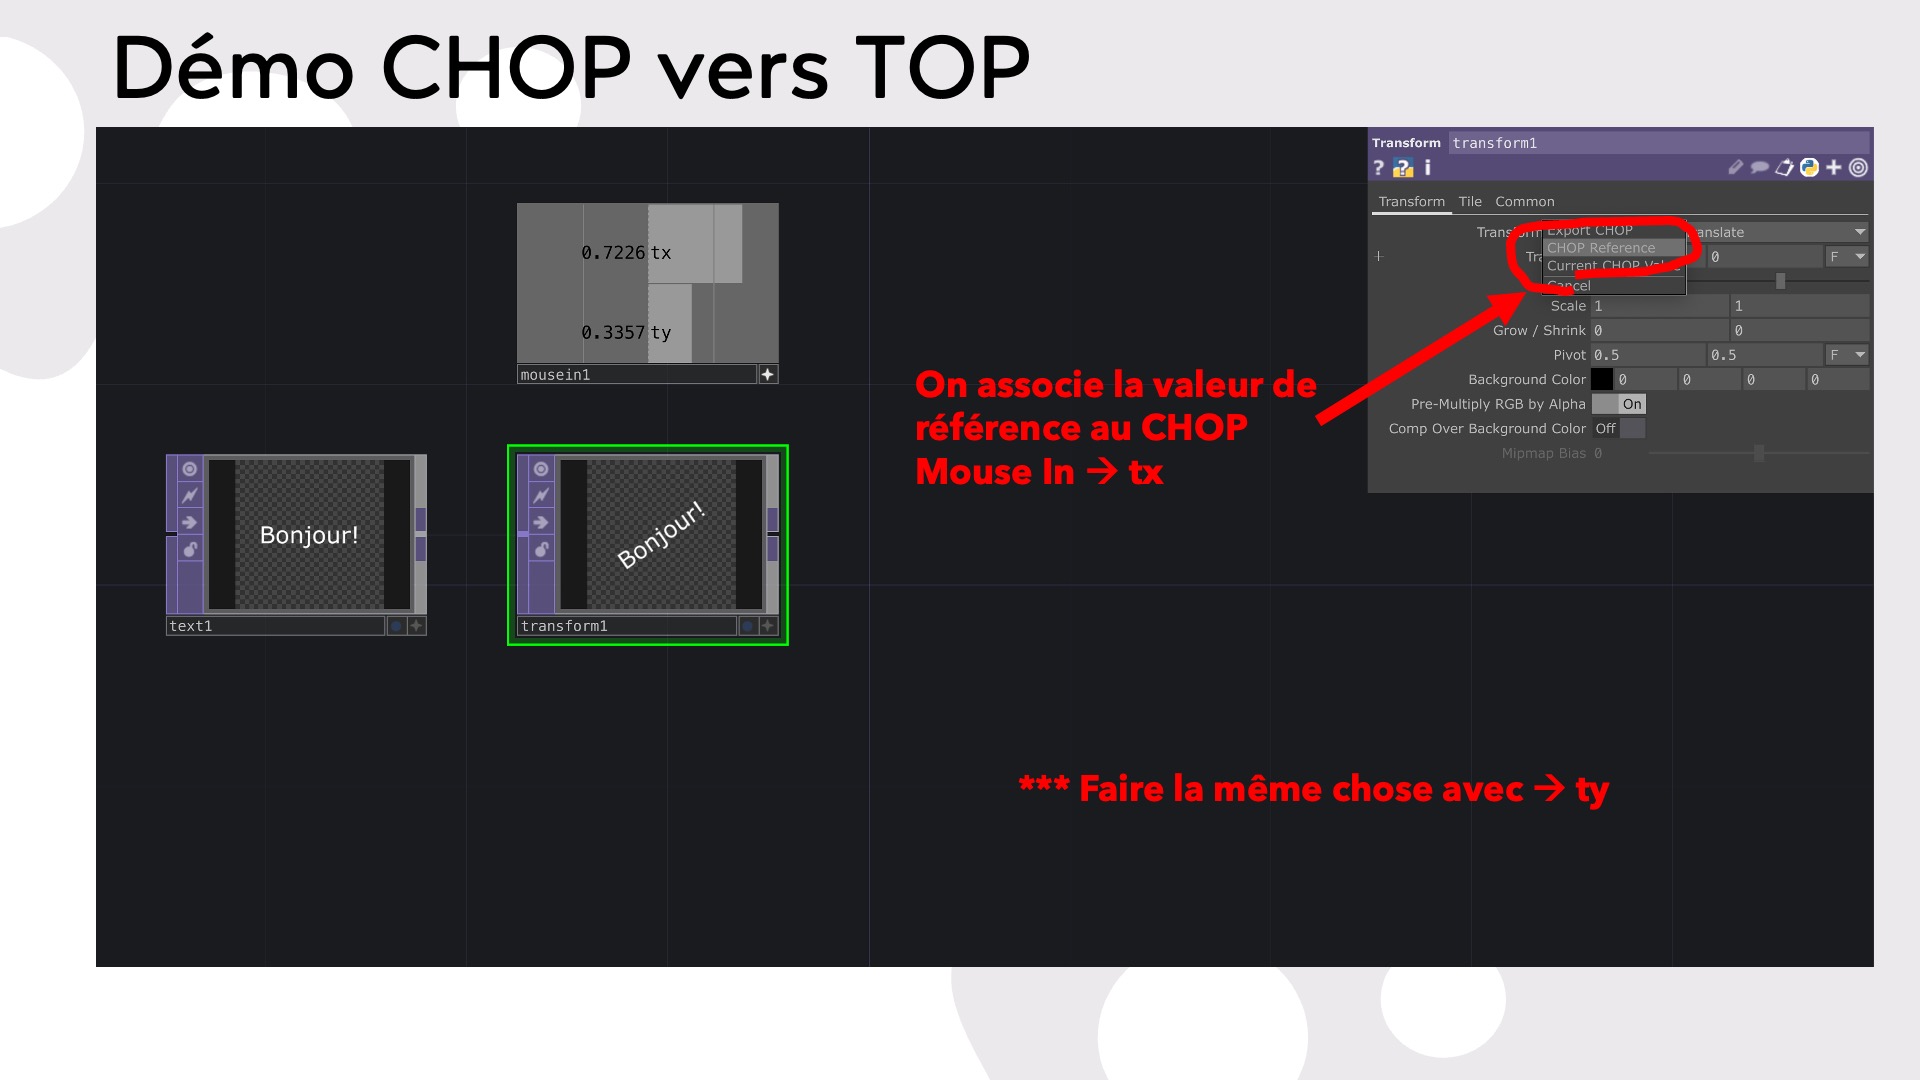 Démo CHOP vers TOP
0.7226 tx
0.3357 ty
mousein1
Bonjour!
text1
Bonjour!
transform1
On associe la valeur de
référence au CHOP
Mouse In → tx
*** Faire la même chose avec → ty
Transform transform1
? ? i
Transform Tile Common
Export CHOP
CHOP Reference
Current CHOP
Cancel
0 F
Scale 1 1
Grow / Shrink 0 0
Pivot 0.5 0.5 F
Background Color 0 0 0 0
Pre-Multiply RGB by Alpha On
Comp Over Background Color Off
Mipmap Bias 0